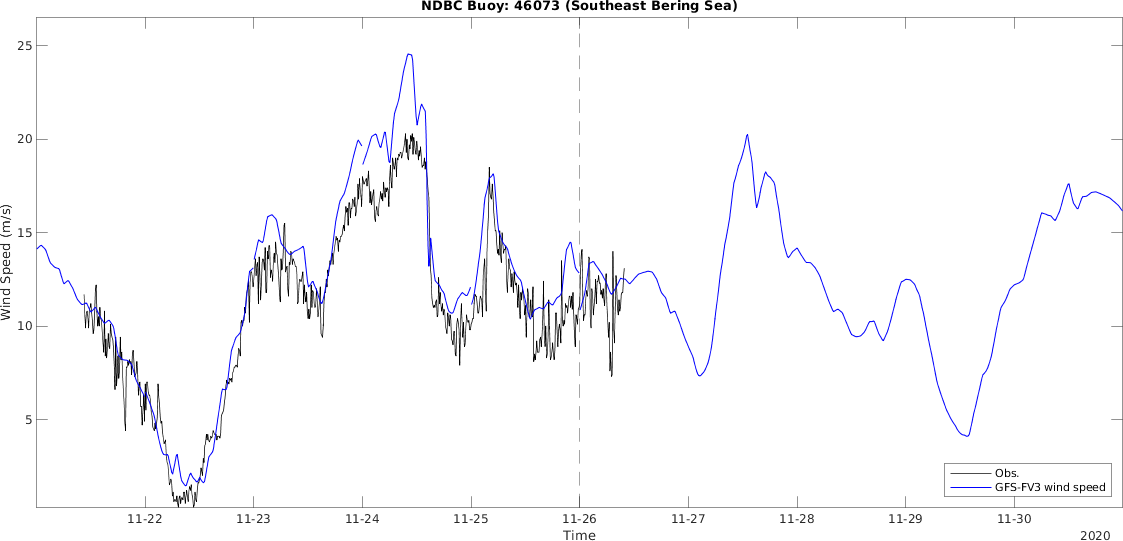 NDBC Buoy: 46073 (Southeast Bering Sea)
25
20
15
10
5
Wind Speed (m/s)
Obs.
GFS-FV3 wind speed
11-22 11-23 11-24 11-25 11-26 11-27 11-28 11-29 11-30
Time
2020